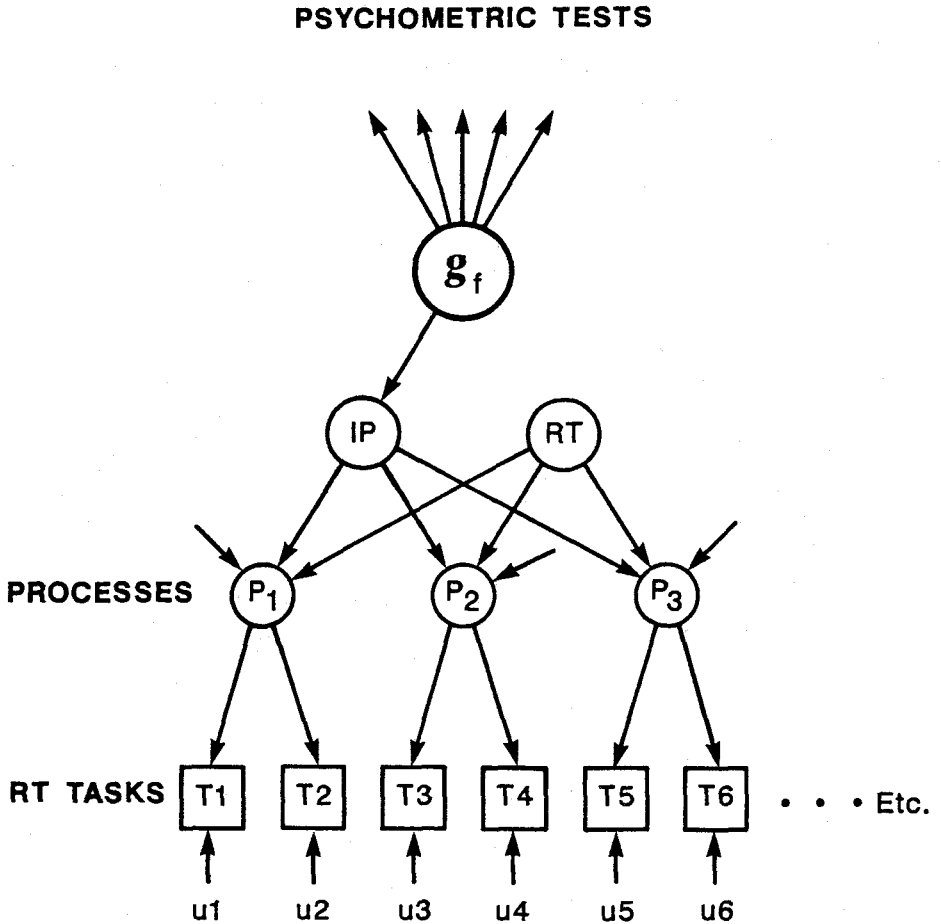 PSYCHOMETRIC TESTS
gf
IP RT
PROCESSES P1 P2 P3
RT TASKS T1 T2 T3 T4 T5 T6 • • • Etc.
u1 u2 u3 u4 u5 u6